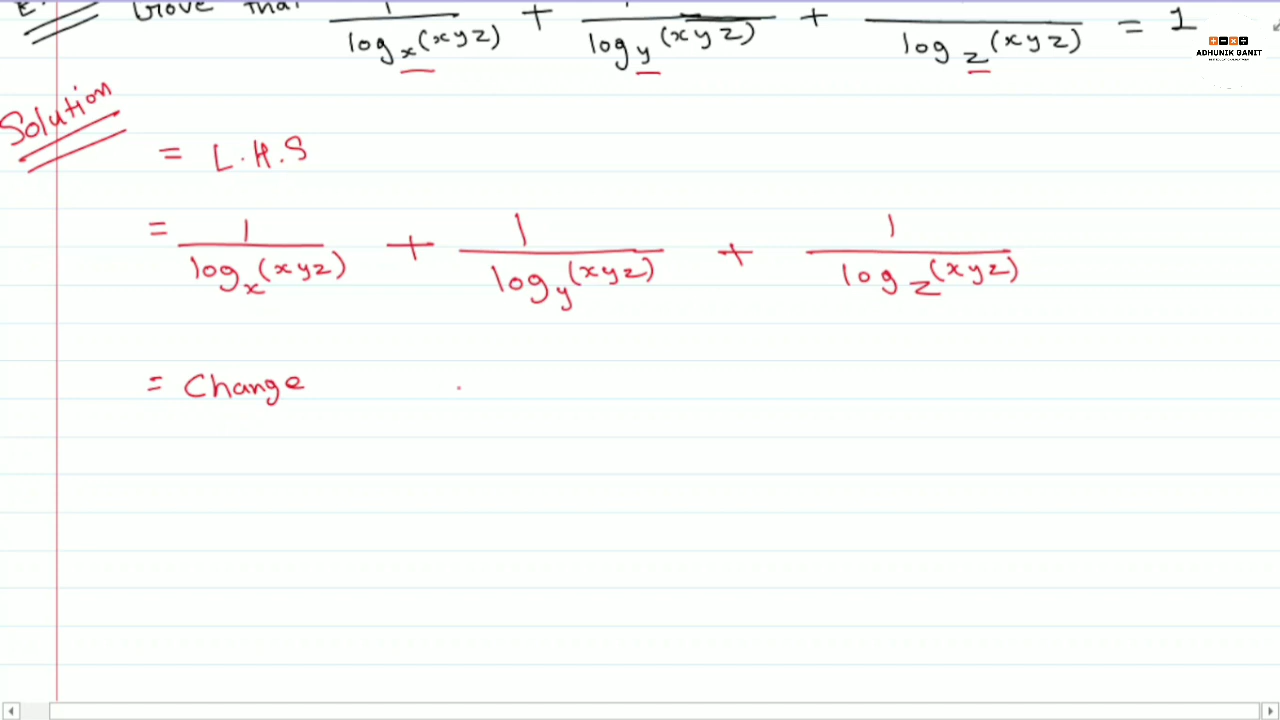 Prove that 1/log_x(xyz) + 1/log_y(xyz) + 1/log_z(xyz) = 1
ADHUNIK GANIT
Solution
= L.H.S
= 1/log_x(xyz) + 1/log_y(xyz) + 1/log_z(xyz)
= Change